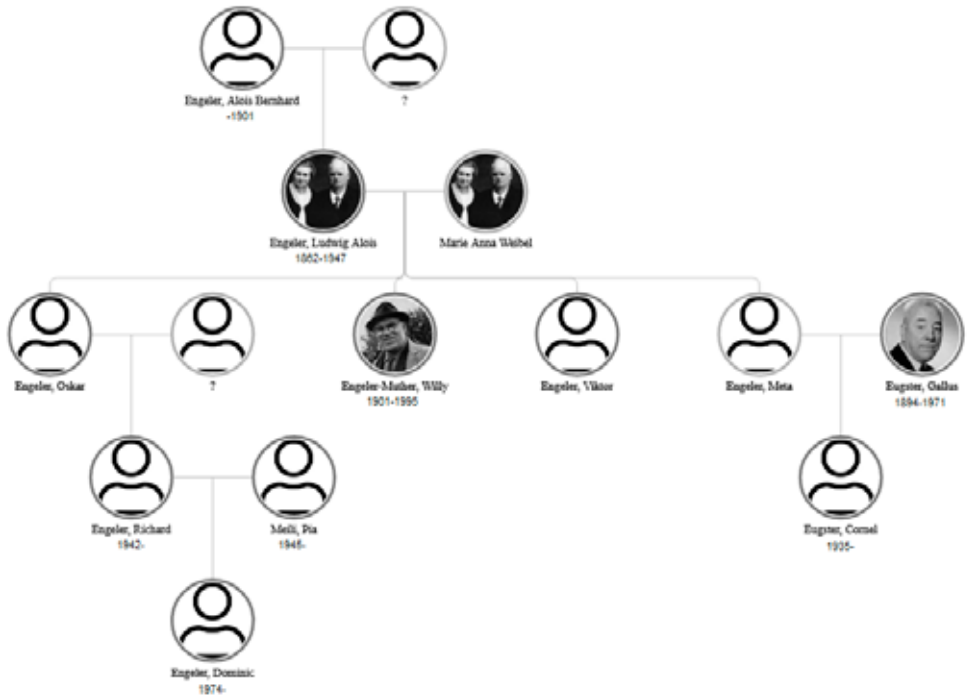 Engeler, Alois Bernhard
-1901
?
Engeler, Ludwig Alois
1862-1947
Marie Anna Weibel
Engeler, Oskar
?
Engeler-Muther, Willy
1901-1995
Engeler, Viktor
Engeler, Meta
Eugster, Gallus
1894-1971
Engeler, Richard
1942-
Meili, Pia
1945-
Eugster, Cornel
1935-
Engeler, Dominic
1974-